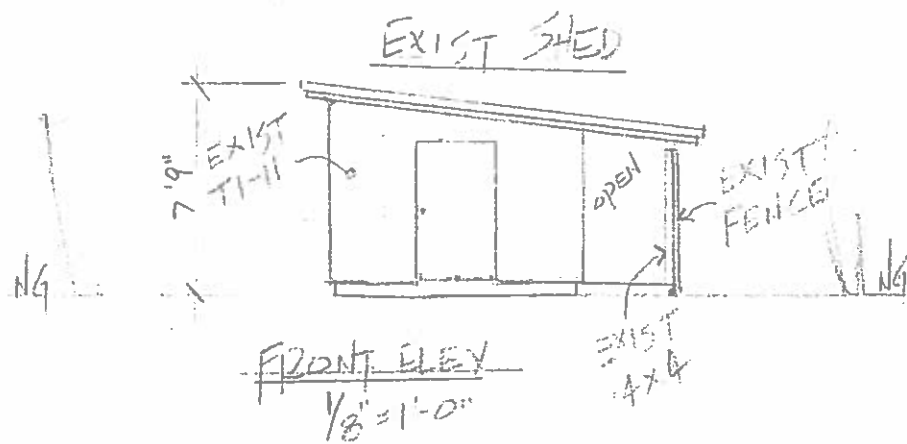 EXIST SHED
7'9"
EXIST
T1-11
OPEN
EXIST
FENCE
NG
NG
EXIST
4x4
FRONT ELEV
1/8" = 1'-0"